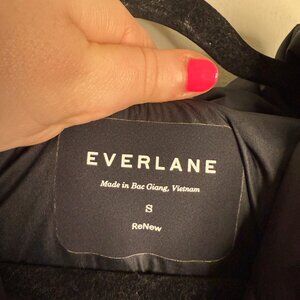 EVERLANE
Made in Bac Giang, Vietnam
S
ReNew